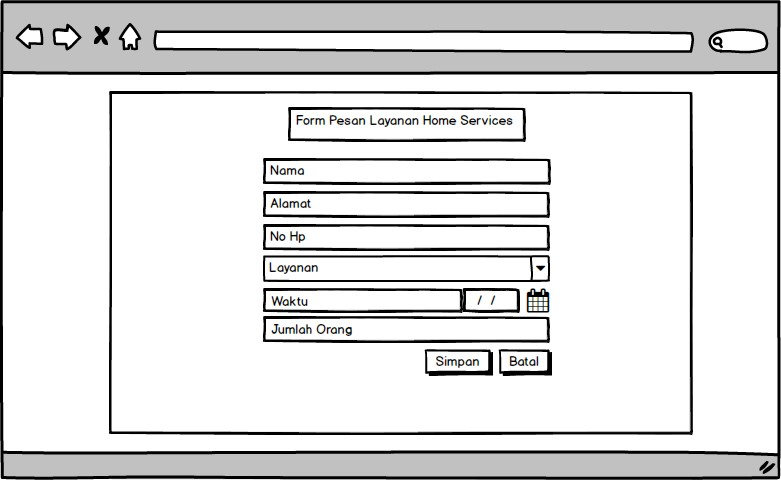 Form Pesan Layanan Home Services
Nama
Alamat
No Hp
Layanan
Waktu / /
Jumlah Orang
Simpan Batal